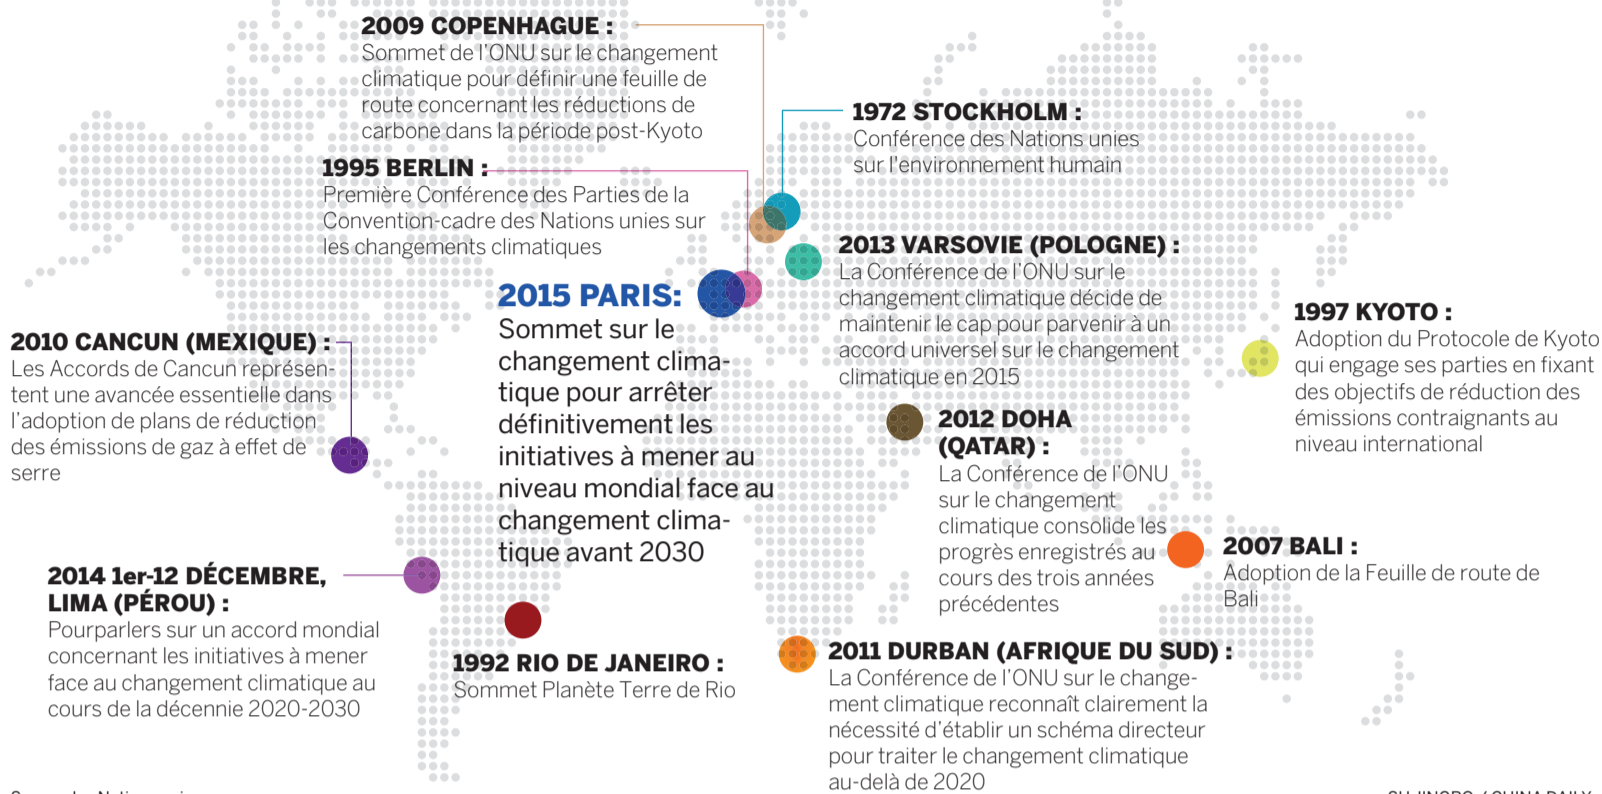 2009 COPENHAGUE :
Sommet de l'ONU sur le changement
climatique pour définir une feuille de
route concernant les réductions de
carbone dans la période post-Kyoto
1972 STOCKHOLM :
Conférence des Nations unies
sur l'environnement humain
1995 BERLIN :
Première Conférence des Parties de la
Convention-cadre des Nations unies sur
les changements climatiques
2013 VARSOVIE (POLOGNE) :
La Conférence de l'ONU sur le
changement climatique décide de
maintenir le cap pour parvenir à un
accord universel sur le changement
climatique en 2015
2015 PARIS:
Sommet sur le
changement clima-
tique pour arrêter
définitivement les
initiatives à mener au
niveau mondial face au
changement clima-
tique avant 2030
1997 KYOTO :
Adoption du Protocole de Kyoto
qui engage ses parties en fixant
des objectifs de réduction des
émissions contraignants au
niveau international
2010 CANCUN (MEXIQUE) :
Les Accords de Cancun représen-
tent une avancée essentielle dans
l'adoption de plans de réduction
des émissions de gaz à effet de
serre
2012 DOHA
(QATAR) :
La Conférence de l'ONU
sur le changement
climatique consolide les
progrès enregistrés au
cours des trois années
précédentes
2007 BALI :
Adoption de la Feuille de route de
Bali
2014 1er-12 DÉCEMBRE,
LIMA (PÉROU) :
Pourparlers sur un accord mondial
concernant les initiatives à mener
face au changement climatique au
cours de la décennie 2020-2030
1992 RIO DE JANEIRO :
Sommet Planète Terre de Rio
2011 DURBAN (AFRIQUE DU SUD) :
La Conférence de l'ONU sur le change-
ment climatique reconnaît clairement la
nécessité d'établir un schéma directeur
pour traiter le changement climatique
au-delà de 2020